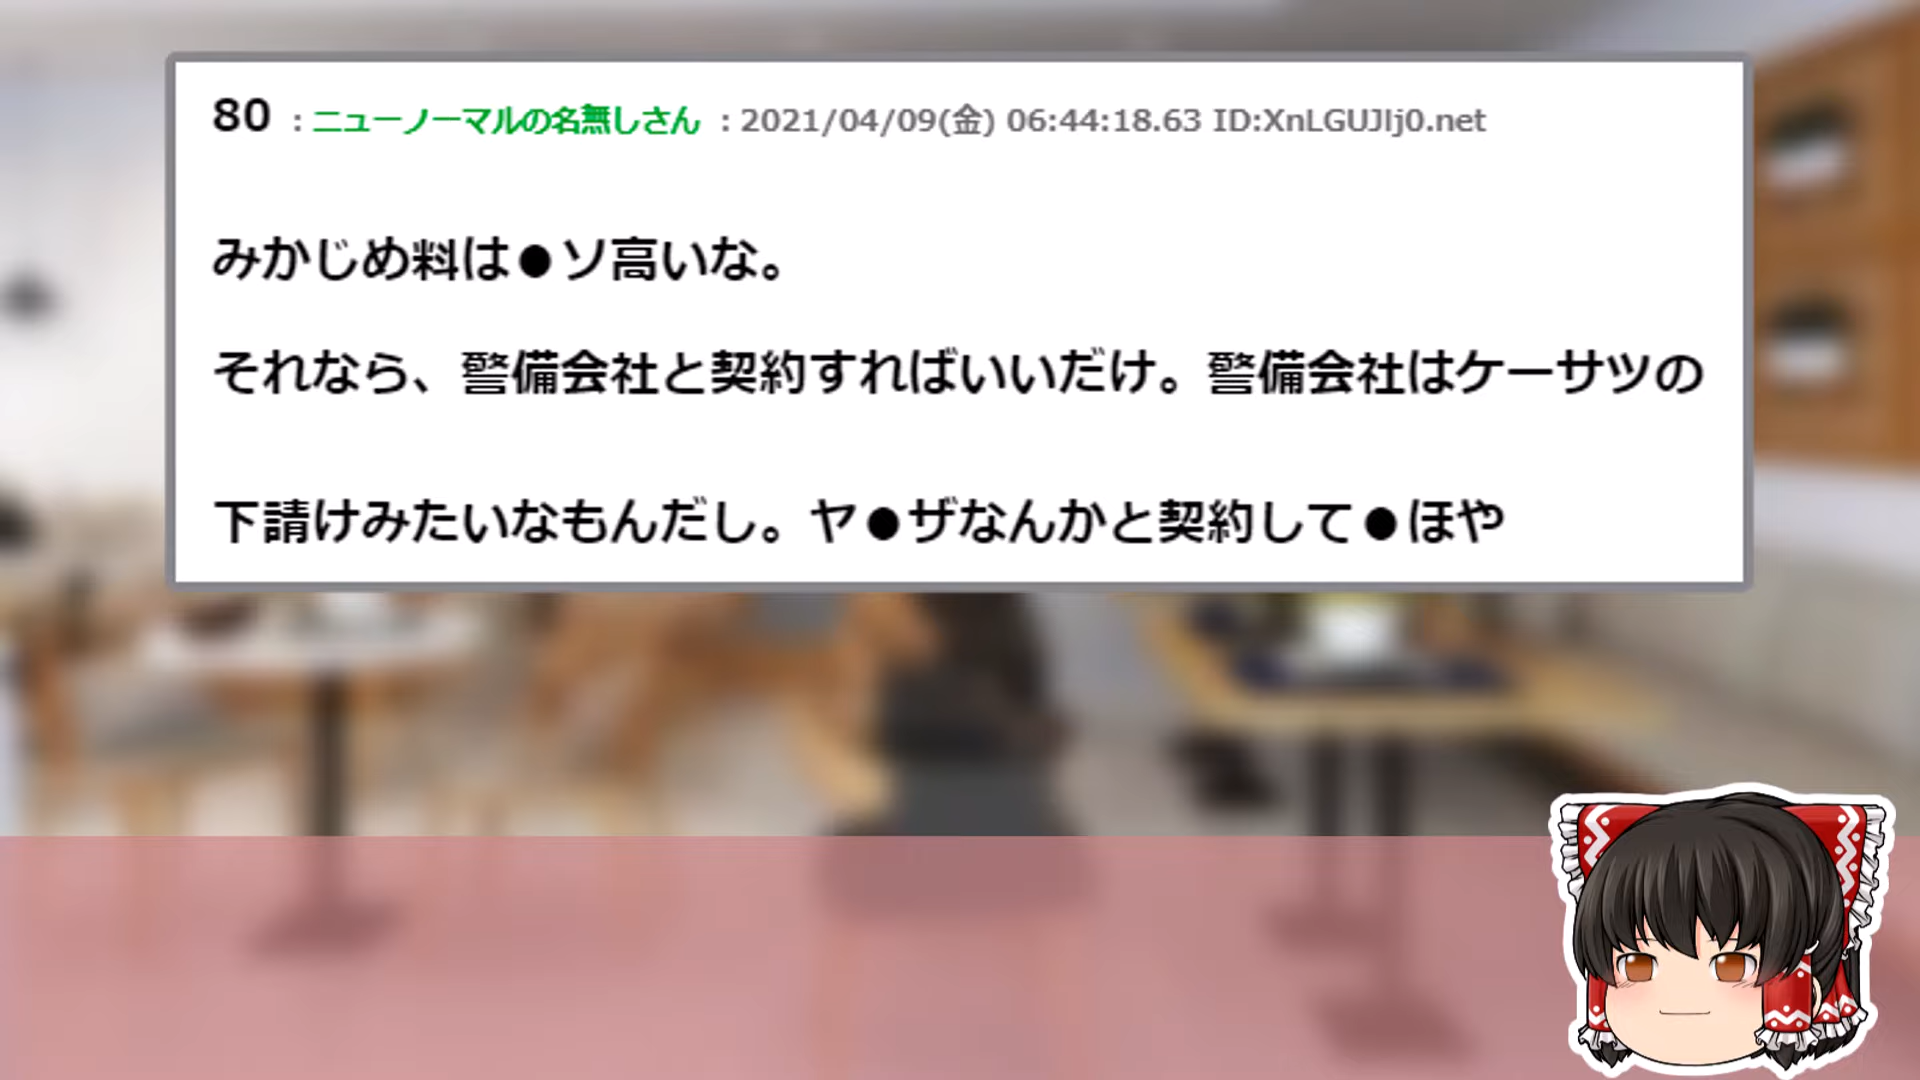 80 : ニューノーマルの名無しさん : 2021/04/09(金) 06:44:18.63 ID:XnLGUJIj0.net
みかじめ料は●ソ高いな。
それなら、警備会社と契約すればいいだけ。警備会社はケーサツの
下請けみたいなもんだし。ヤ●ザなんかと契約して●ほや